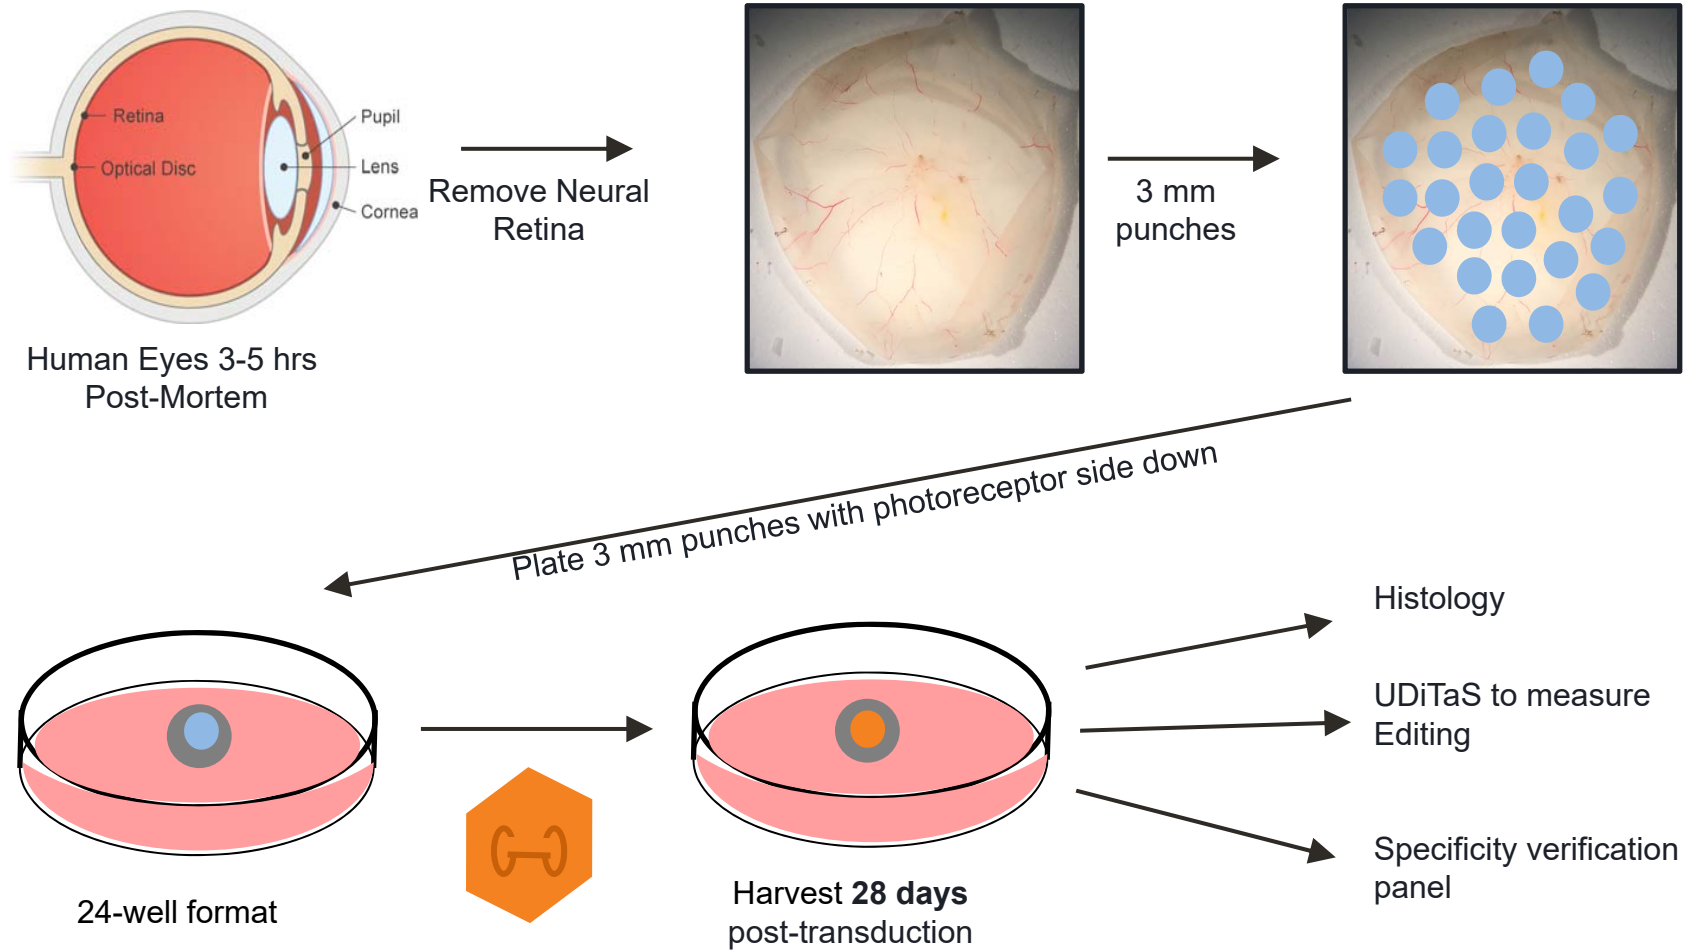 Retina
Optical Disc
Pupil
Lens
Cornea
Human Eyes 3-5 hrs
Post-Mortem
Remove Neural
Retina
3 mm
punches
Plate 3 mm punches with photoreceptor side down
24-well format
Harvest 28 days
post-transduction
Histology
UDiTaS to measure
Editing
Specificity verification
panel